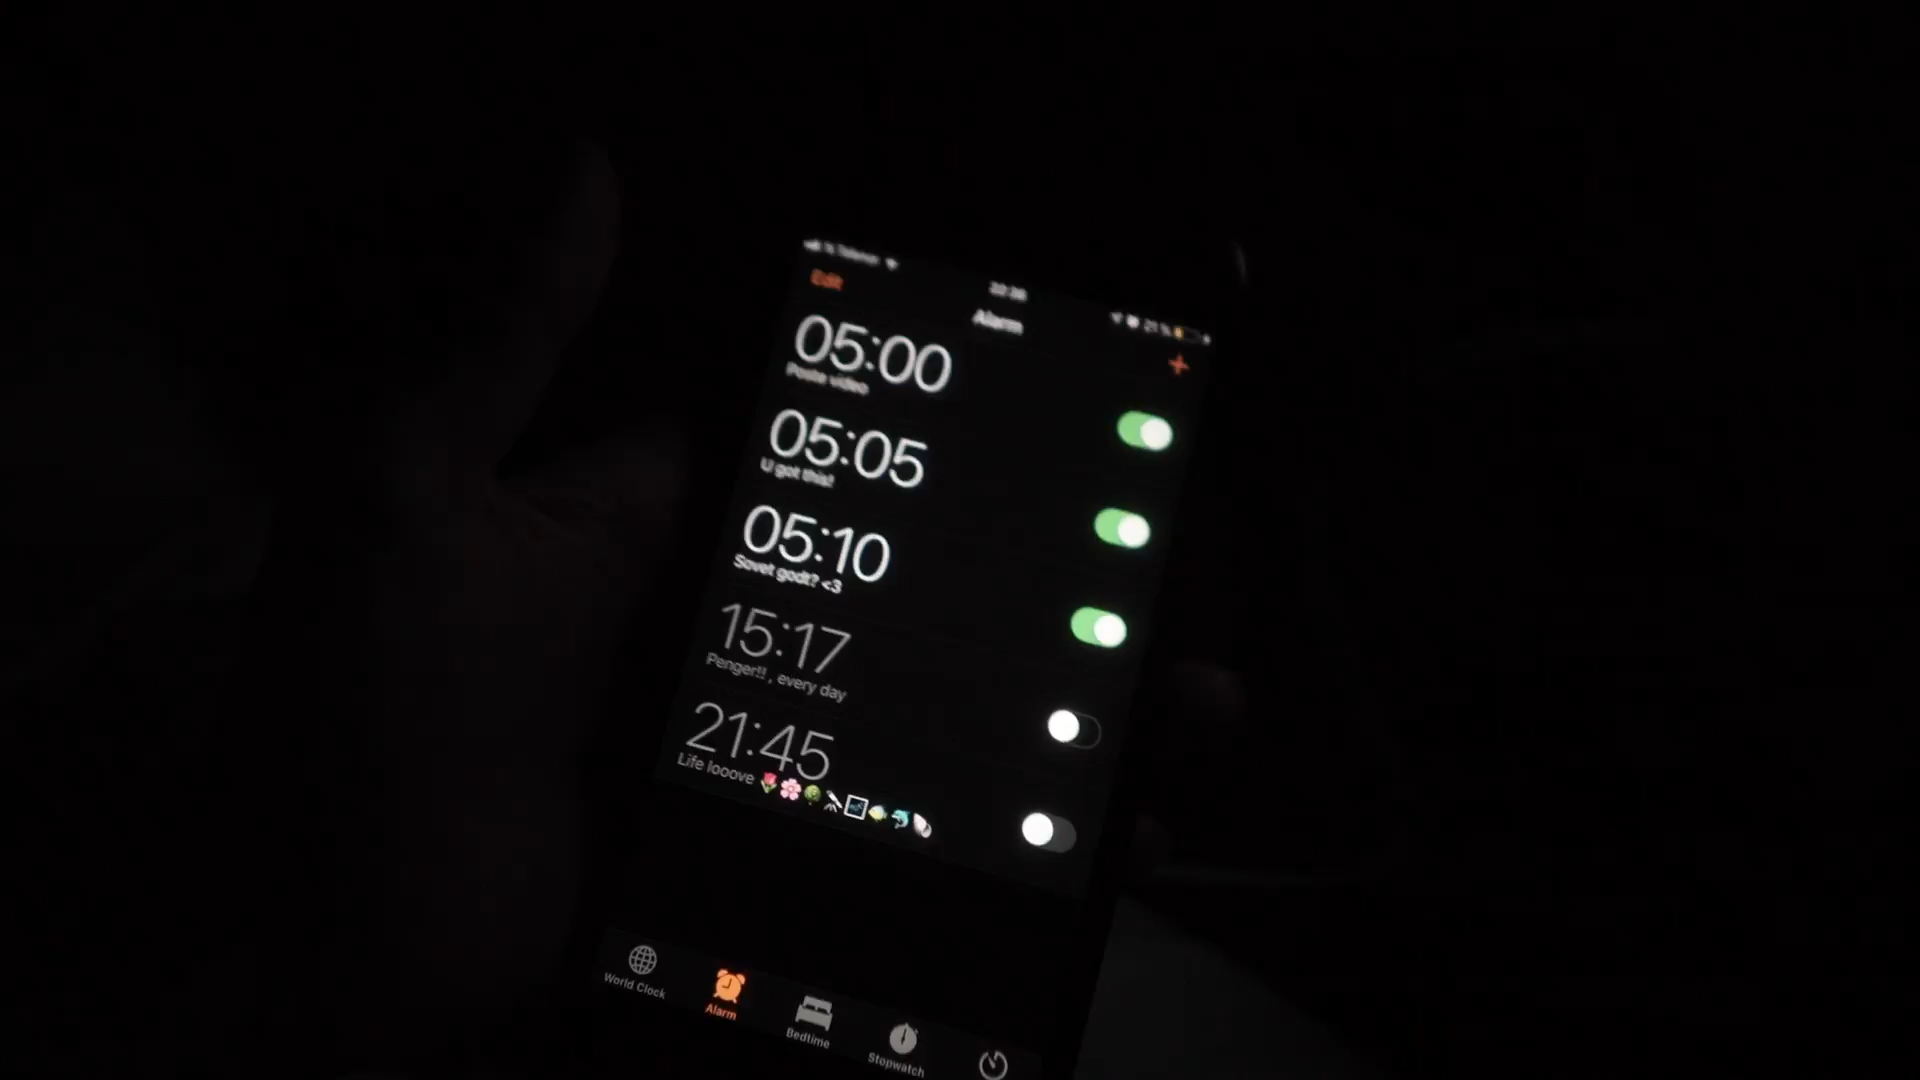 Edit
Alarm
21 %
05:00
Poste video
05:05
U got this!
05:10
Sovet godt? <3
15:17
Penger!!, every day
21:45
Life looove 🌷🌸
World Clock
Alarm
Bedtime
Stopwatch